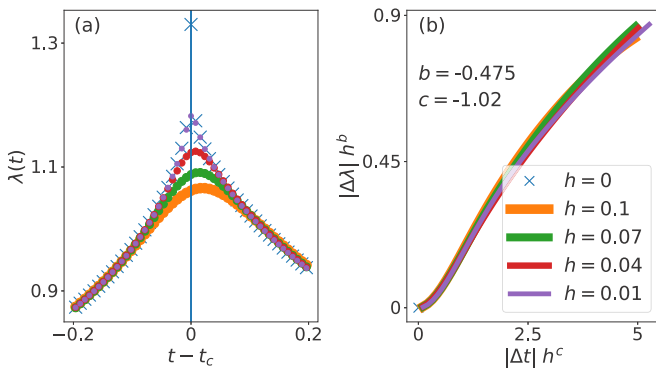 (a)
1.3
1.1
0.9
λ(t)
−0.2
0
0.2
t − t_c
(b)
0.9
0.45
0
|Δλ| h^b
b = -0.475
c = -1.02
h = 0
h = 0.1
h = 0.07
h = 0.04
h = 0.01
0
2.5
5
|Δt| h^c